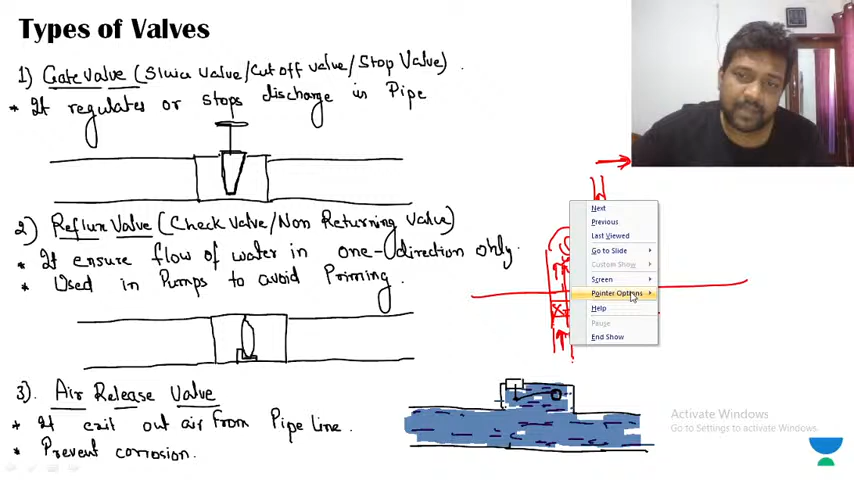 Types of Valves
1) Gate Valve (Sluice Valve/Cut off Valve/Stop Valve).
* It regulates or stops discharge in Pipe
2) Reflux Valve (Check Valve/Non Returning Valve)
* It ensure flow of water in one-direction only.
* Used in Pumps to avoid Priming.
3). Air Release Valve
* It exit out air from Pipe Line.
* Prevent corrosion.
Next
Previous
Last Viewed
Go to Slide
Custom Show
Screen
Pointer Options
Help
Pause
End Show
Activate Windows
Go to Settings to activate Windows.